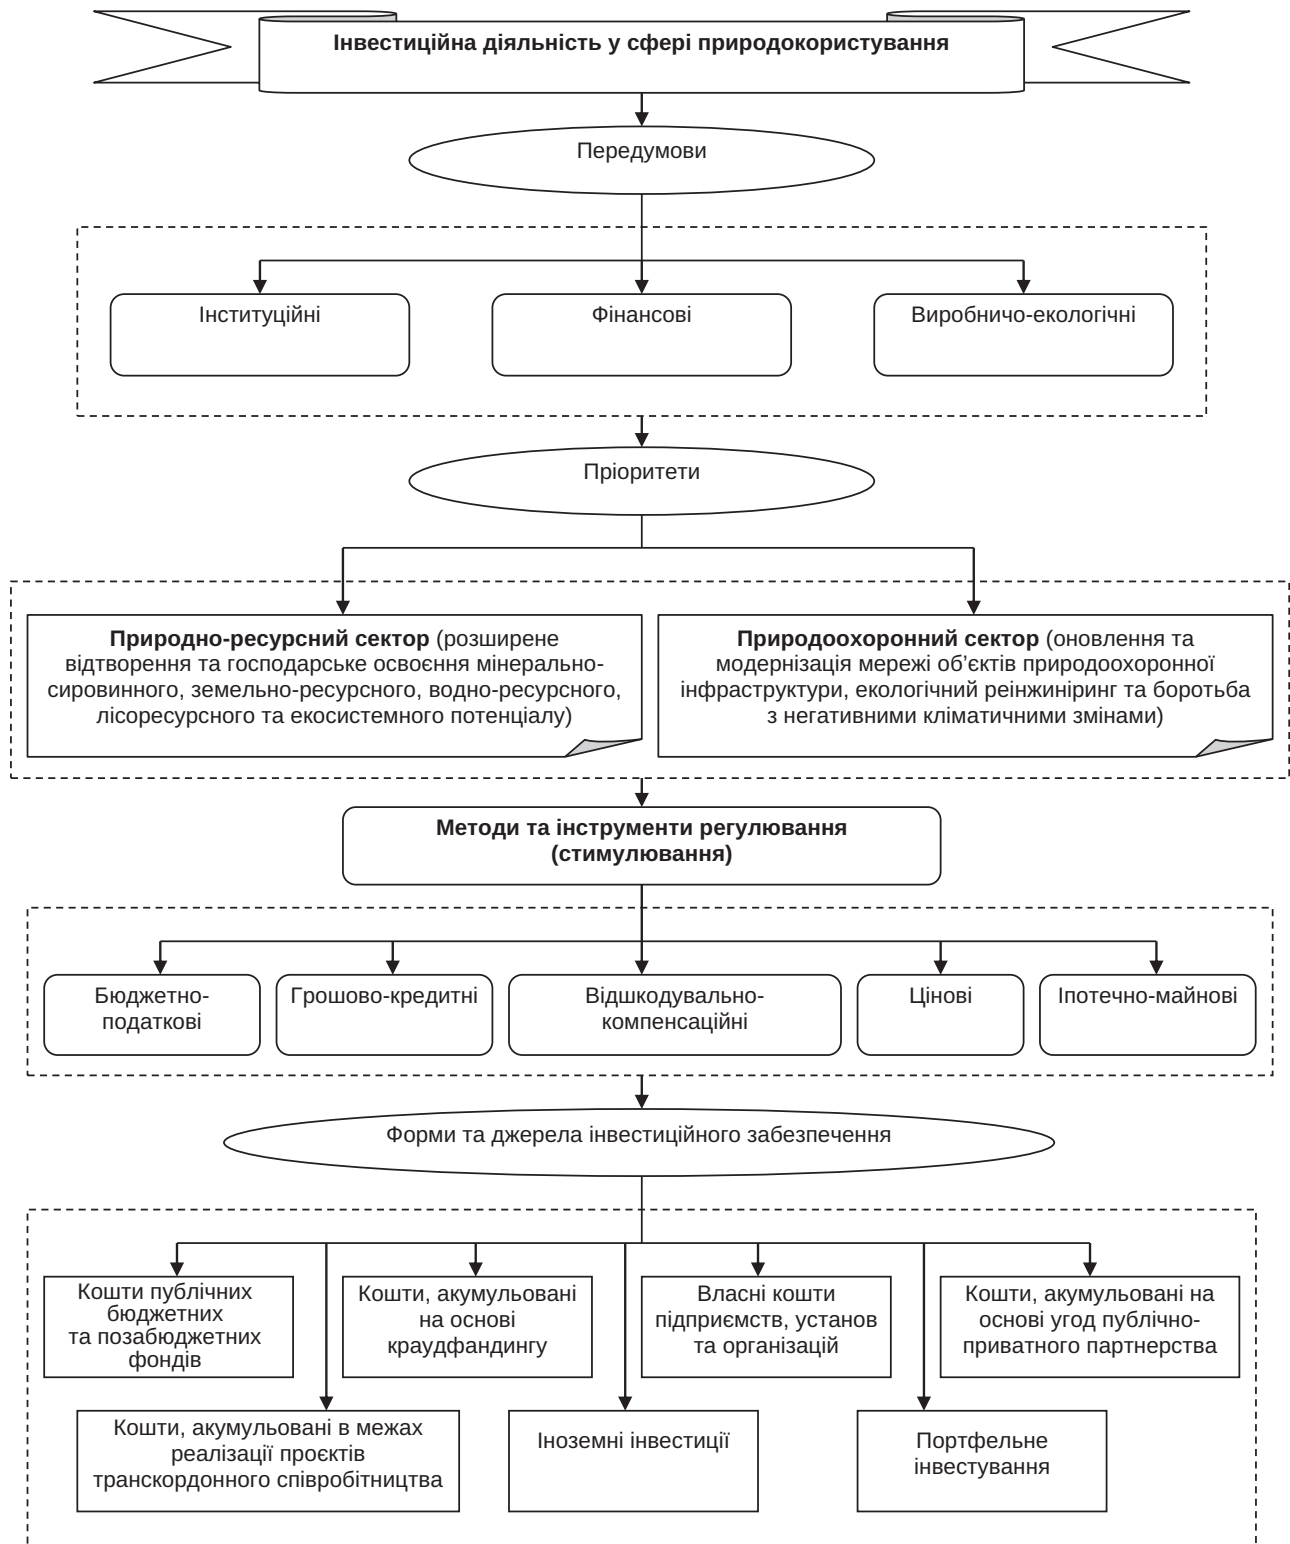 Інвестиційна діяльність у сфері природокористування
Передумови
Інституційні
Фінансові
Виробничо-екологічні
Пріоритети
Природно-ресурсний сектор (розширене
відтворення та господарське освоєння мінерально-
сировинного, земельно-ресурсного, водно-ресурсного,
лісоресурсного та екосистемного потенціалу)
Природоохоронний сектор (оновлення та
модернізація мережі об’єктів природоохоронної
інфраструктури, екологічний реінжиніринг та боротьба
з негативними кліматичними змінами)
Методи та інструменти регулювання
(стимулювання)
Бюджетно-
податкові
Грошово-кредитні
Відшкодувально-
компенсаційні
Цінові
Іпотечно-майнові
Форми та джерела інвестиційного забезпечення
Кошти публічних
бюджетних
та позабюджетних
фондів
Кошти, акумульовані
на основі
краудфандингу
Власні кошти
підприємств, установ
та організацій
Кошти, акумульовані на
основі угод публічно-
приватного партнерства
Кошти, акумульовані в межах
реалізації проєктів
транскордонного співробітництва
Іноземні інвестиції
Портфельне
інвестування